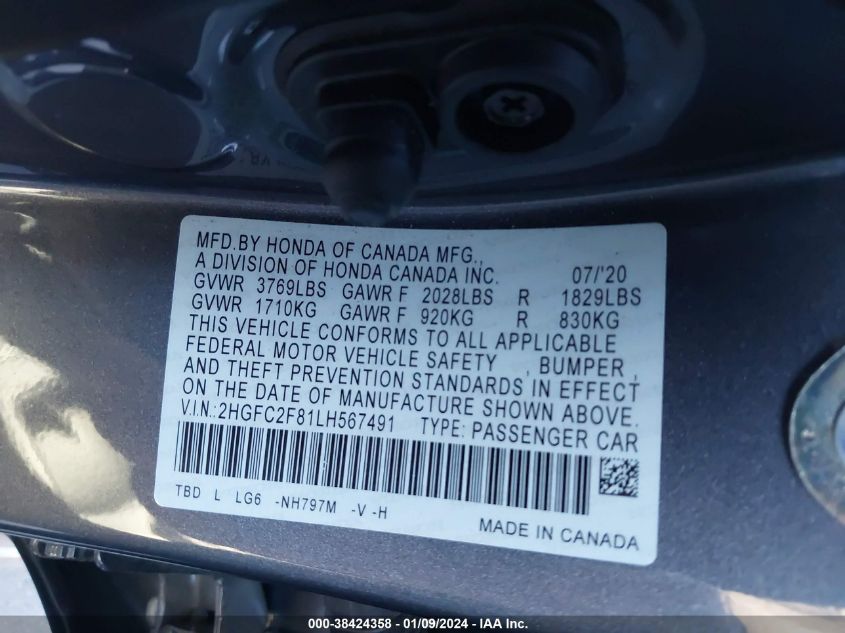 MFD.BY HONDA OF CANADA MFG.,
A DIVISION OF HONDA CANADA INC. 07/'20
GVWR 3769LBS GAWR F 2028LBS R 1829LBS
GVWR 1710KG GAWR F 920KG R 830KG
THIS VEHICLE CONFORMS TO ALL APPLICABLE
FEDERAL MOTOR VEHICLE SAFETY , BUMPER ,
AND THEFT PREVENTION STANDARDS IN EFFECT
ON THE DATE OF MANUFACTURE SHOWN ABOVE.
V.I.N.:2HGFC2F81LH567491 TYPE: PASSENGER CAR
TBD L LG6 -NH797M -V -H
MADE IN CANADA
000-38424358 - 01/09/2024 - IAA Inc.